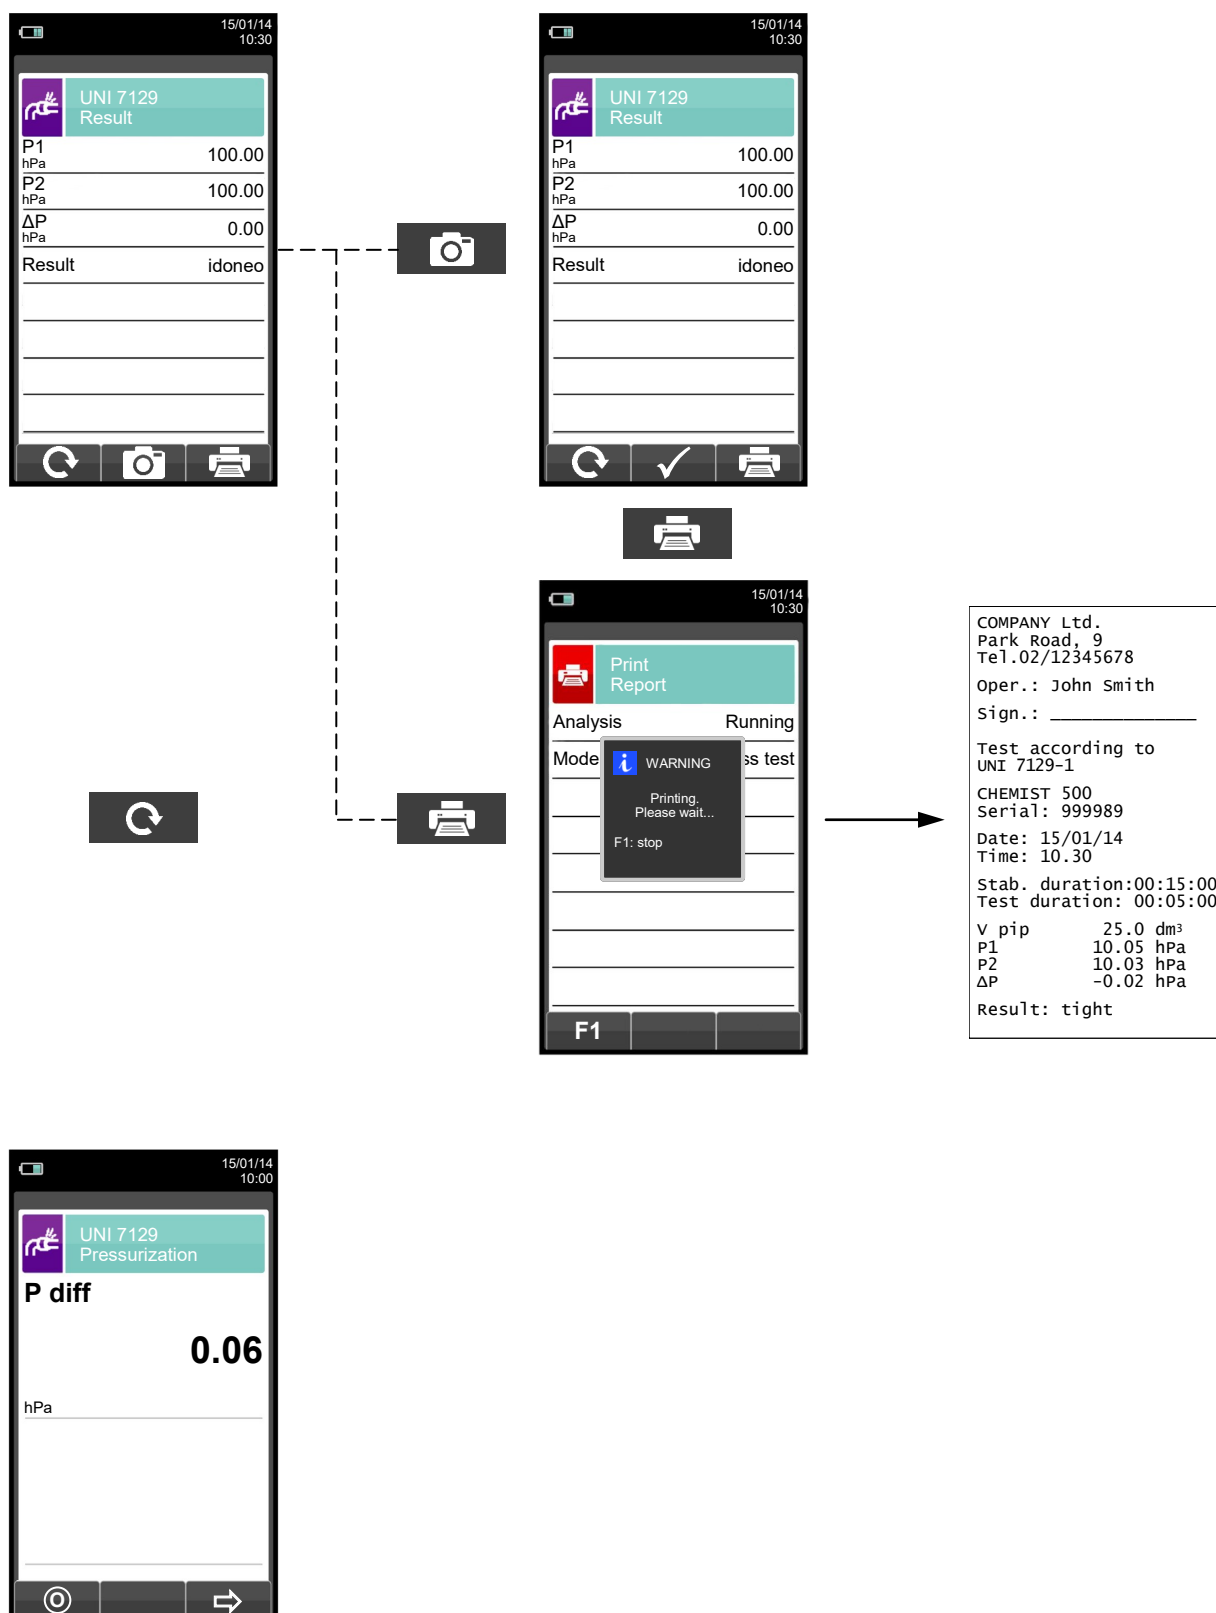 15/01/14
10:30
UNI 7129
Result
P1
hPa
100.00
P2
hPa
100.00
ΔP
hPa
0.00
Result idoneo
15/01/14
10:30
UNI 7129
Result
P1
hPa
100.00
P2
hPa
100.00
ΔP
hPa
0.00
Result idoneo
15/01/14
10:30
Print
Report
Analysis Running
Mode ss test
i WARNING
Printing.
Please wait...
F1: stop
F1
COMPANY Ltd.
Park Road, 9
Tel.02/12345678
Oper.: John Smith
Sign.: ______________
Test according to
UNI 7129-1
CHEMIST 500
Serial: 999989
Date: 15/01/14
Time: 10.30
Stab. duration:00:15:00
Test duration: 00:05:00
V pip 25.0 dm³
P1 10.05 hPa
P2 10.03 hPa
ΔP -0.02 hPa
Result: tight
15/01/14
10:00
UNI 7129
Pressurization
P diff
0.06
hPa